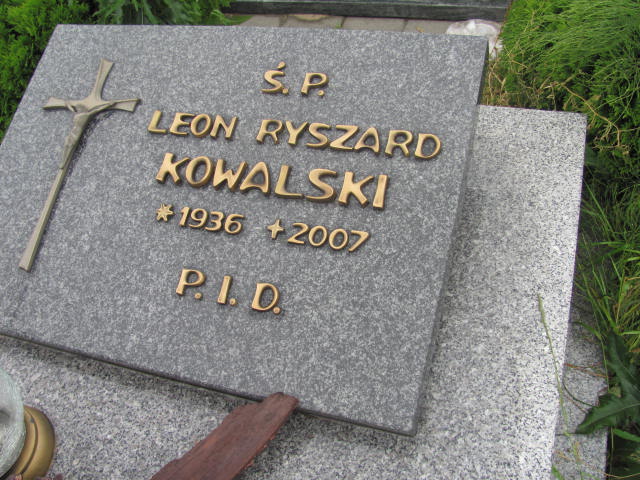 Ś. P.
LEON RYSZARD
KOWALSKI
*1936 +2007
P. I. D.